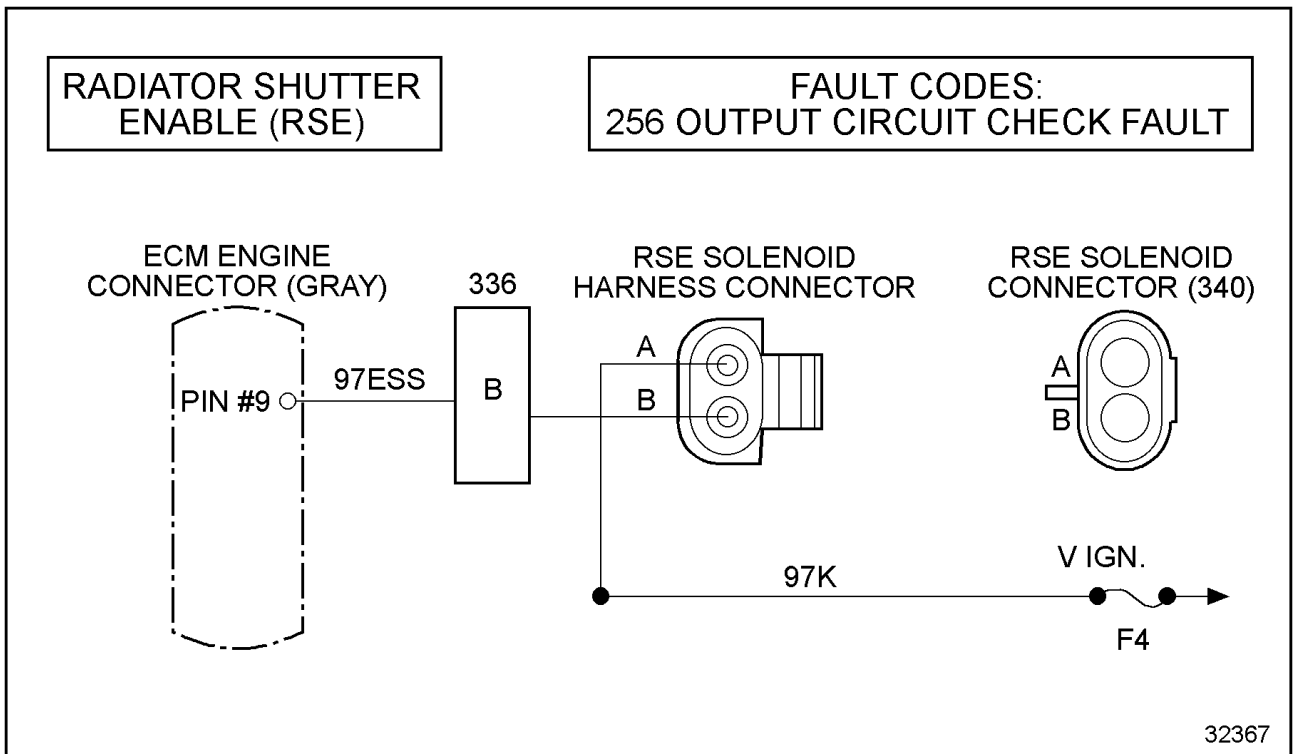 RADIATOR SHUTTER
ENABLE (RSE)
FAULT CODES:
256 OUTPUT CIRCUIT CHECK FAULT
ECM ENGINE
CONNECTOR (GRAY)
336
RSE SOLENOID
HARNESS CONNECTOR
RSE SOLENOID
CONNECTOR (340)
PIN #9
97ESS
B
A
B
A
B
97K
V IGN.
F4
32367